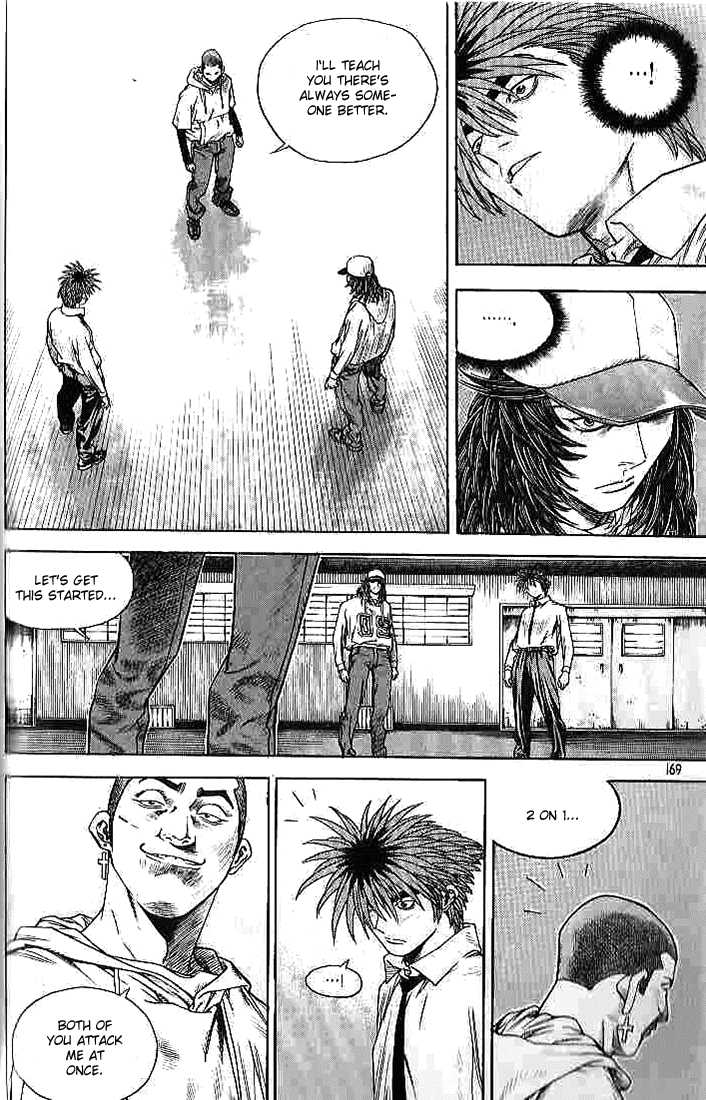 ...!
.......
I'LL TEACH
YOU THERE'S
ALWAYS SOME-
ONE BETTER.
LET'S GET
THIS STARTED...
169
2 ON 1...
...!
BOTH OF
YOU ATTACK
ME AT
ONCE.